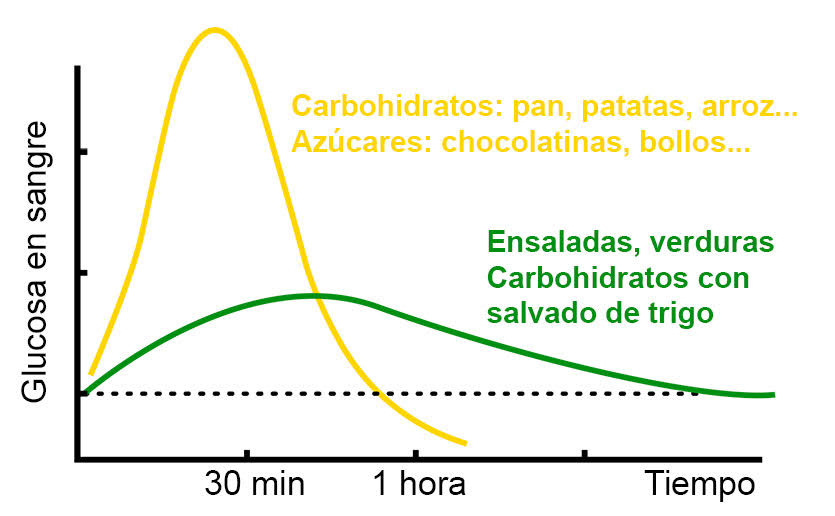 Carbohidratos: pan, patatas, arroz...
Azúcares: chocolatinas, bollos...
Ensaladas, verduras
Carbohidratos con
salvado de trigo
Glucosa en sangre
30 min
1 hora
Tiempo